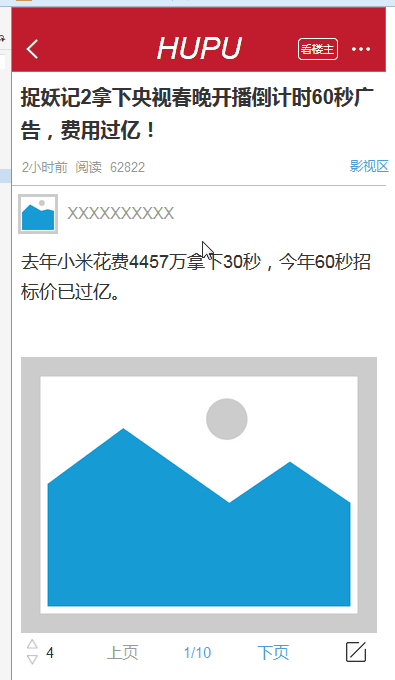 HUPU
看楼主
捉妖记2拿下央视春晚开播倒计时60秒广
告，费用过亿！
2小时前 阅读 62822 影视区
XXXXXXXXXX
去年小米花费4457万拿下30秒，今年60秒招
标价已过亿。
4 上页 1/10 下页